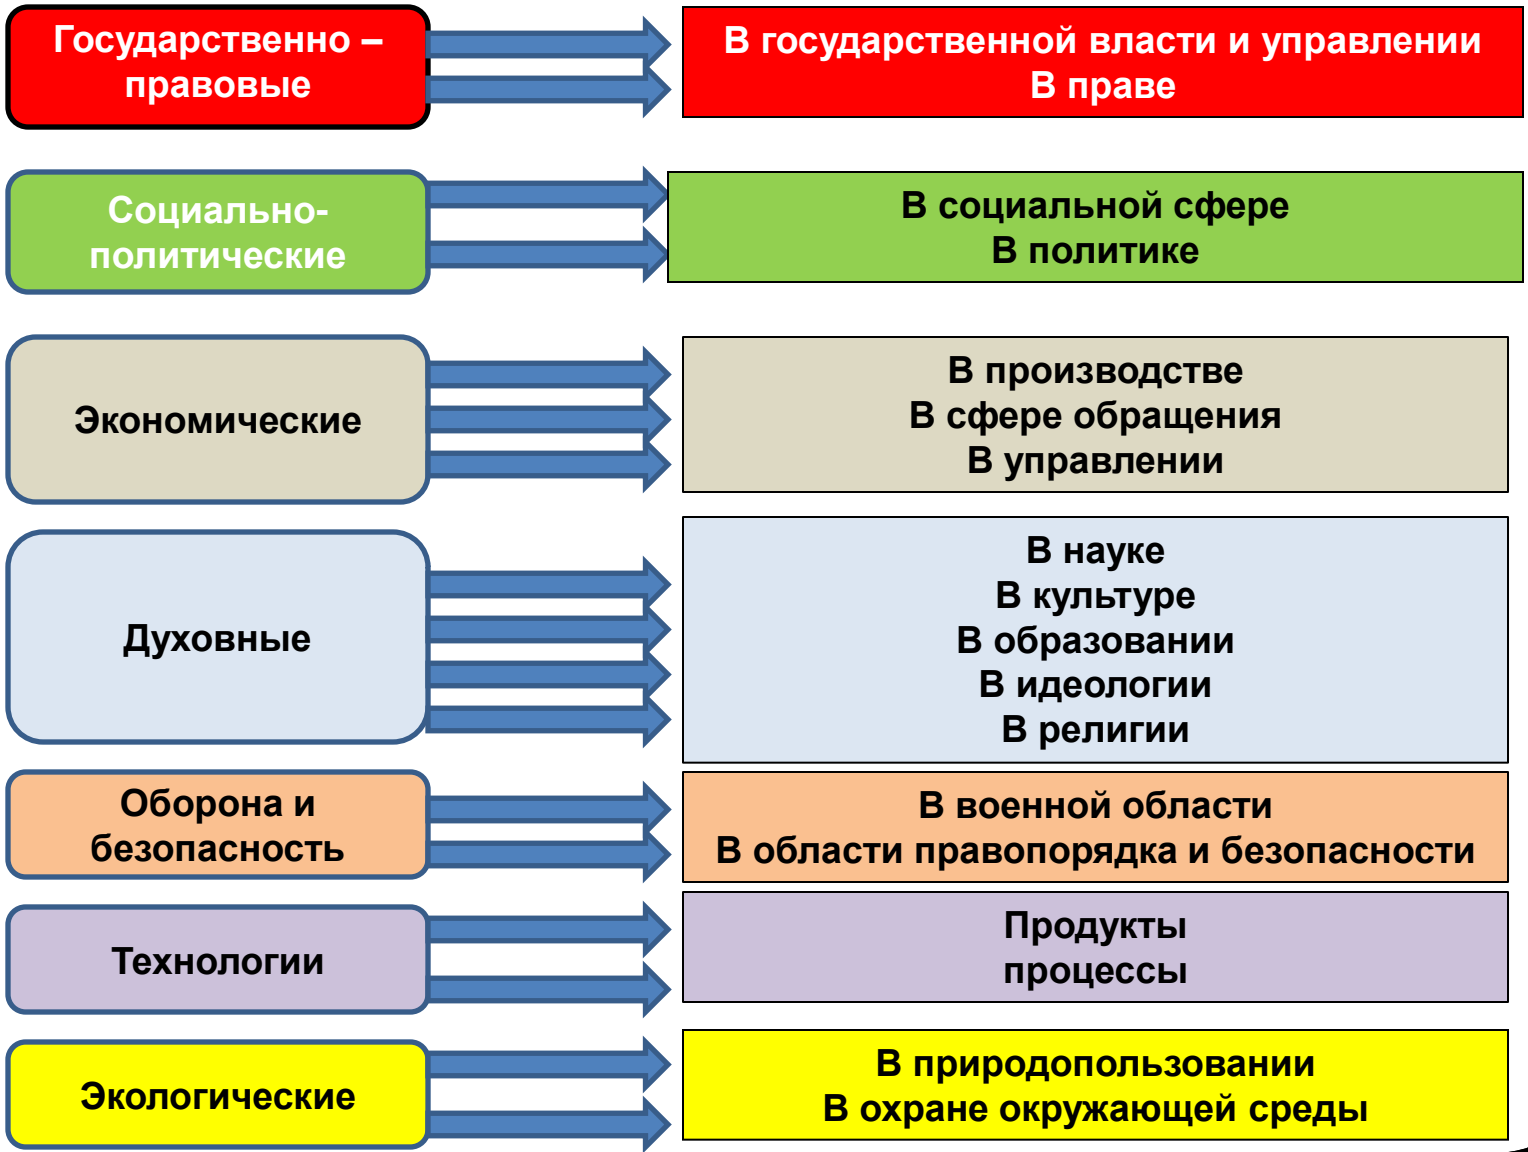 Государственно –
правовые
В государственной власти и управлении
В праве
Социально-
политические
В социальной сфере
В политике
Экономические
В производстве
В сфере обращения
В управлении
Духовные
В науке
В культуре
В образовании
В идеологии
В религии
Оборона и
безопасность
В военной области
В области правопорядка и безопасности
Технологии
Продукты
процессы
Экологические
В природопользовании
В охране окружающей среды